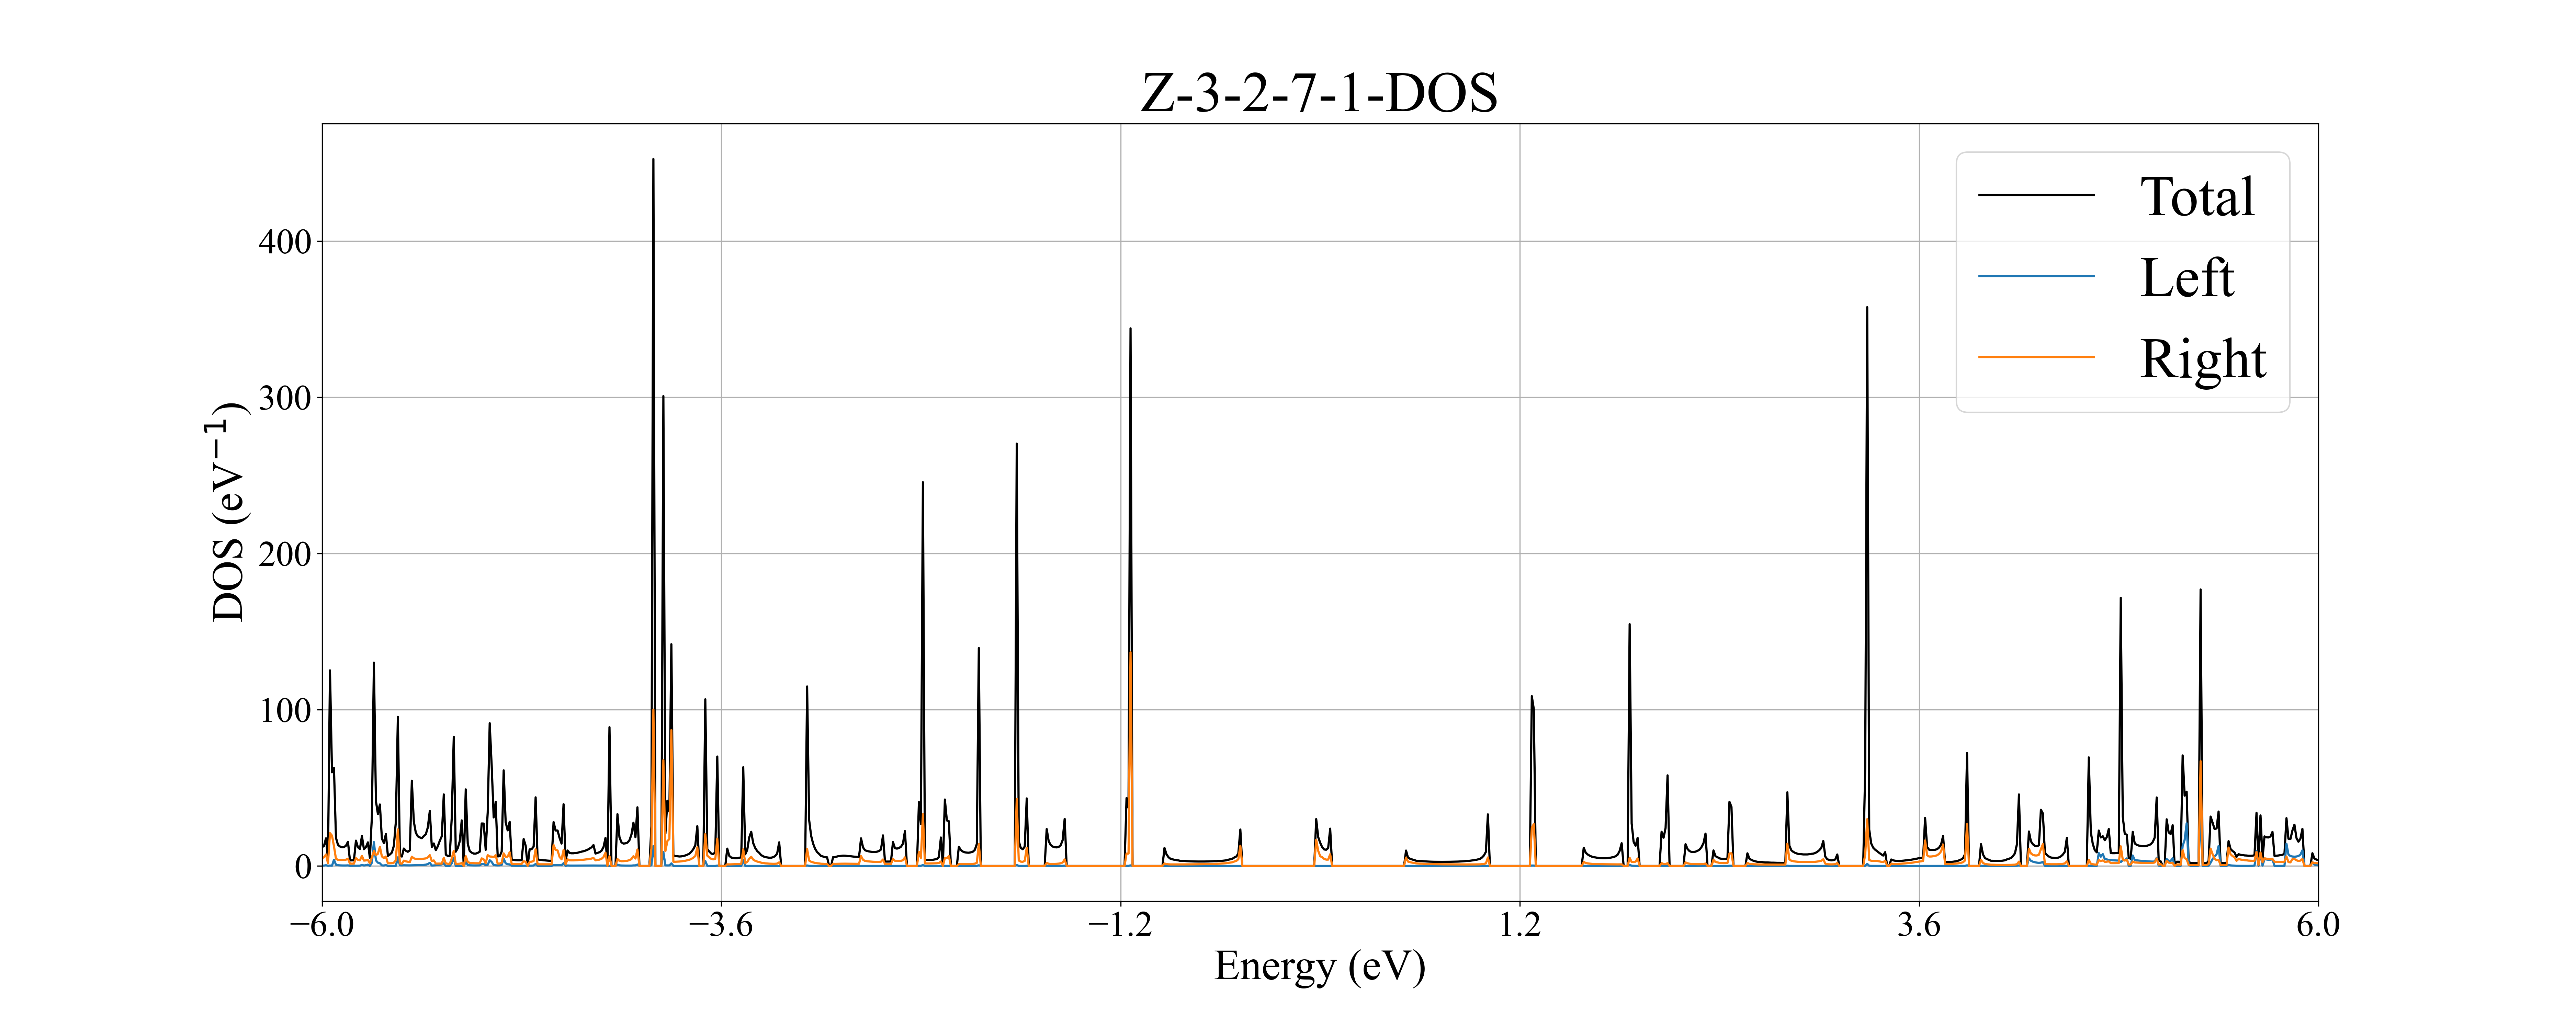 Z-3-2-7-1-DOS
Total
Left
Right
DOS (eV⁻¹)
400
300
200
100
0
−6.0 −3.6 −1.2 1.2 3.6 6.0
Energy (eV)